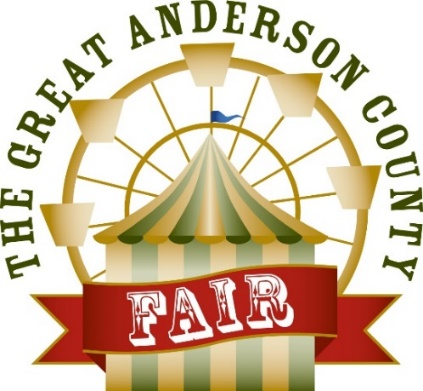 THE GREAT ANDERSON COUNTY
FAIR